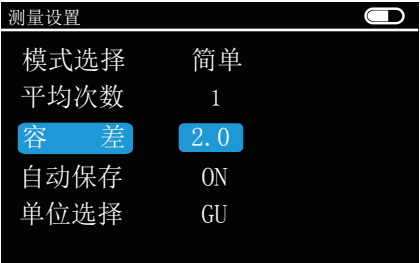 测量设置
模式选择 简单
平均次数 1
容差 2.0
自动保存 ON
单位选择 GU